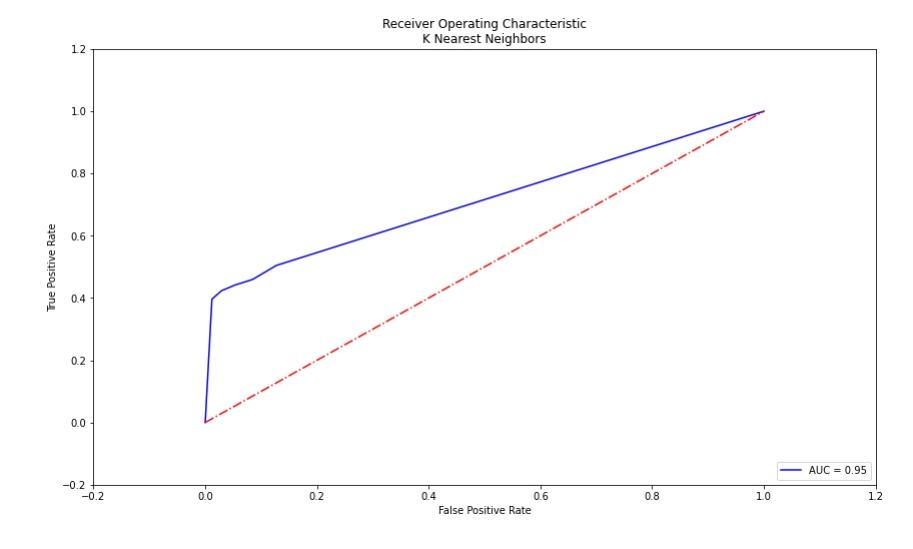 Receiver Operating Characteristic
K Nearest Neighbors
1.2
1.0
0.8
0.6
0.4
0.2
0.0
−0.2
True Positive Rate
−0.2 0.0 0.2 0.4 0.6 0.8 1.0 1.2
False Positive Rate
AUC = 0.95